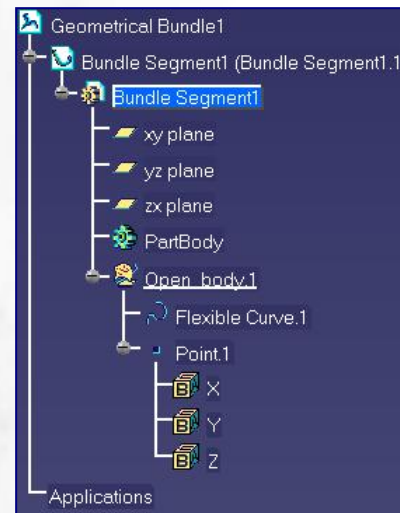 Geometrical Bundle1
Bundle Segment1 (Bundle Segment1.1
Bundle Segment1
xy plane
yz plane
zx plane
PartBody
Open_body.1
Flexible Curve.1
Point.1
X
Y
Z
Applications